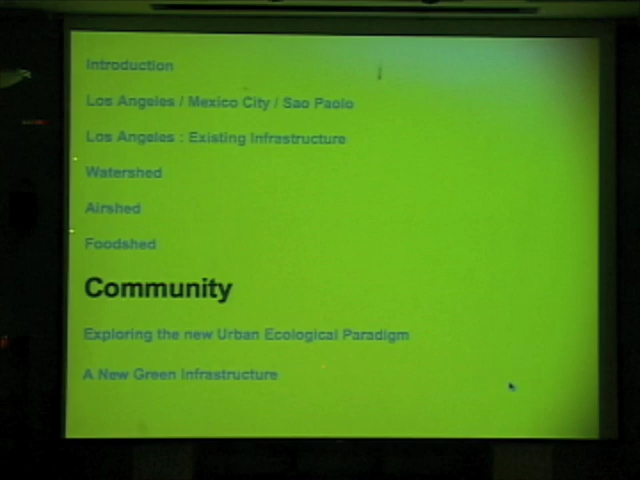 Introduction
Los Angeles / Mexico City / Sao Paolo
Los Angeles : Existing Infrastructure
Watershed
Airshed
Foodshed
Community
Exploring the new Urban Ecological Paradigm
A New Green Infrastructure